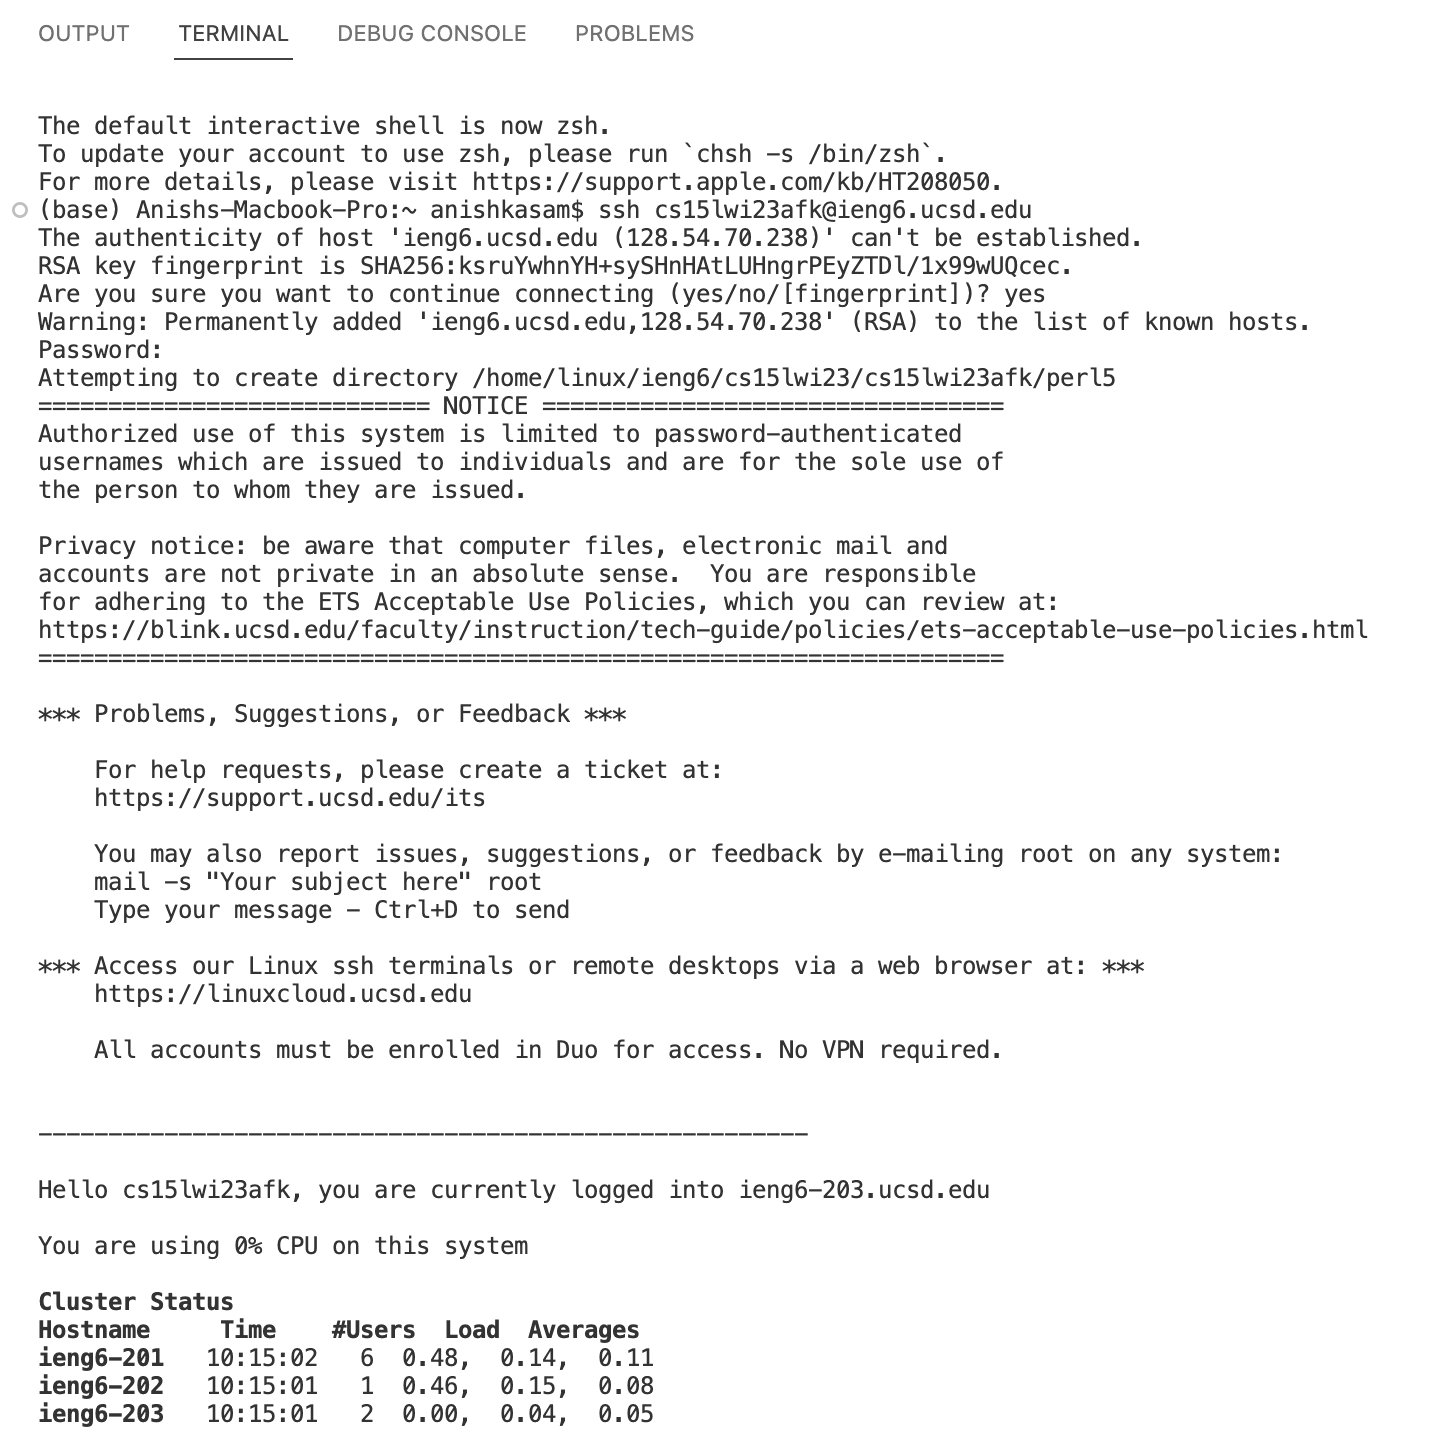 OUTPUT TERMINAL DEBUG CONSOLE PROBLEMS
The default interactive shell is now zsh.
To update your account to use zsh, please run `chsh -s /bin/zsh`.
For more details, please visit https://support.apple.com/kb/HT208050.
(base) Anishs-Macbook-Pro:~ anishkasam$ ssh cs15lwi23afk@ieng6.ucsd.edu
The authenticity of host 'ieng6.ucsd.edu (128.54.70.238)' can't be established.
RSA key fingerprint is SHA256:ksruYwhnYH+sySHnHAtLUHngrPEyZTDl/1x99wUQcec.
Are you sure you want to continue connecting (yes/no/[fingerprint])? yes
Warning: Permanently added 'ieng6.ucsd.edu,128.54.70.238' (RSA) to the list of known hosts.
Password:
Attempting to create directory /home/linux/ieng6/cs15lwi23/cs15lwi23afk/perl5
============================ NOTICE =================================
Authorized use of this system is limited to password-authenticated
usernames which are issued to individuals and are for the sole use of
the person to whom they are issued.

Privacy notice: be aware that computer files, electronic mail and
accounts are not private in an absolute sense.  You are responsible
for adhering to the ETS Acceptable Use Policies, which you can review at:
https://blink.ucsd.edu/faculty/instruction/tech-guide/policies/ets-acceptable-use-policies.html
=====================================================================

*** Problems, Suggestions, or Feedback ***

    For help requests, please create a ticket at:
    https://support.ucsd.edu/its

    You may also report issues, suggestions, or feedback by e-mailing root on any system:
    mail -s "Your subject here" root
    Type your message - Ctrl+D to send

*** Access our Linux ssh terminals or remote desktops via a web browser at: ***
    https://linuxcloud.ucsd.edu

    All accounts must be enrolled in Duo for access. No VPN required.

-------------------------------------------------------

Hello cs15lwi23afk, you are currently logged into ieng6-203.ucsd.edu

You are using 0% CPU on this system

Cluster Status
Hostname     Time    #Users  Load  Averages
ieng6-201   10:15:02   6  0.48,  0.14,  0.11
ieng6-202   10:15:01   1  0.46,  0.15,  0.08
ieng6-203   10:15:01   2  0.00,  0.04,  0.05